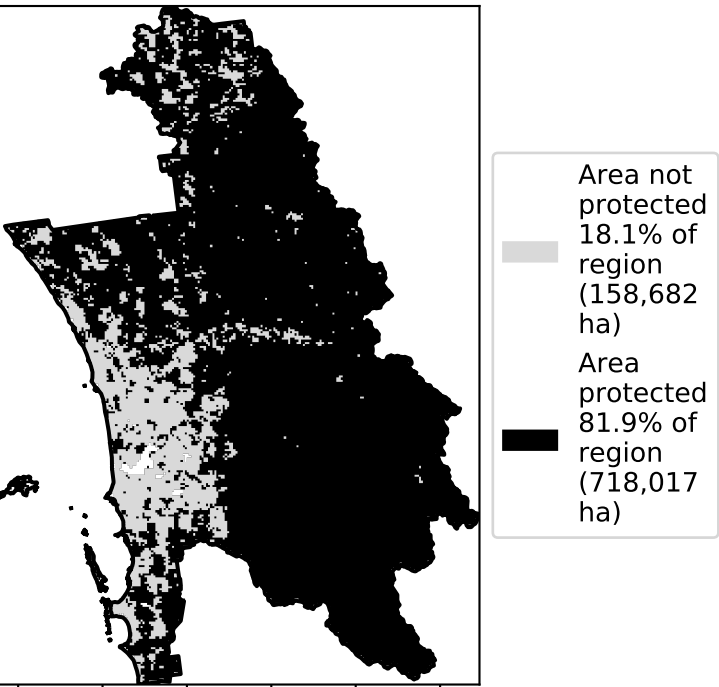 Area not
protected
18.1% of
region
(158,682
ha)
Area
protected
81.9% of
region
(718,017
ha)